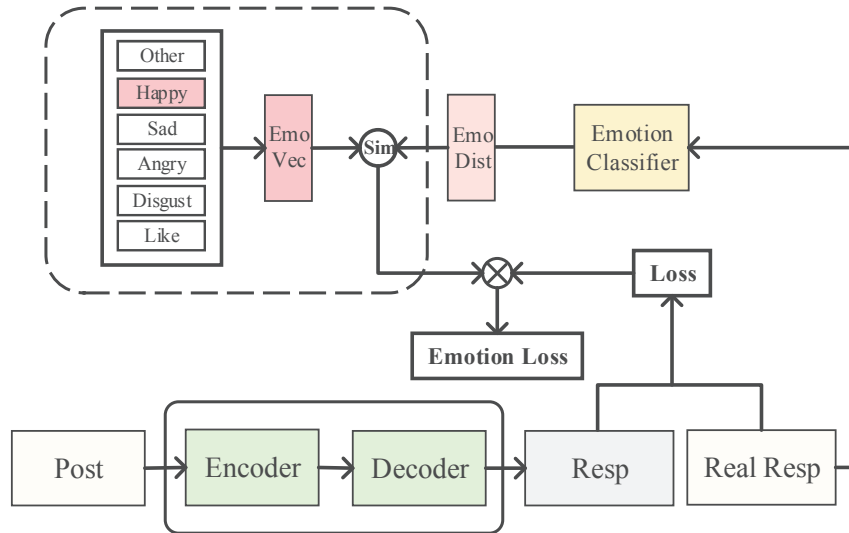 Other
Happy
Sad
Angry
Disgust
Like
Emo
Vec
Sim
Emo
Dist
Emotion
Classifier
Loss
Emotion Loss
Post
Encoder
Decoder
Resp
Real Resp